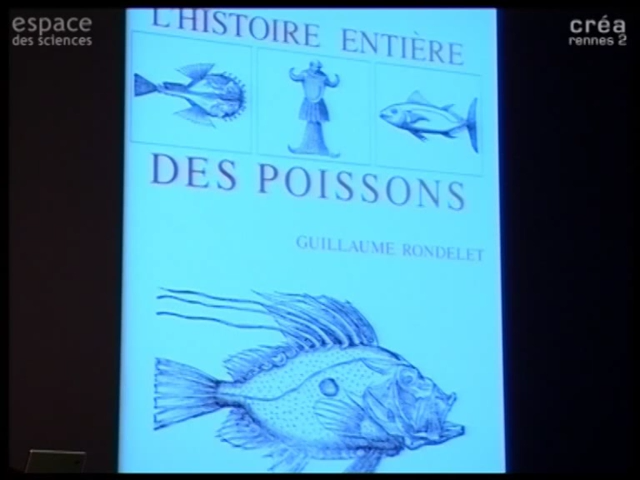 espace
des sciences
créa
rennes 2
L'HISTOIRE ENTIÈRE
DES POISSONS
GUILLAUME RONDELET